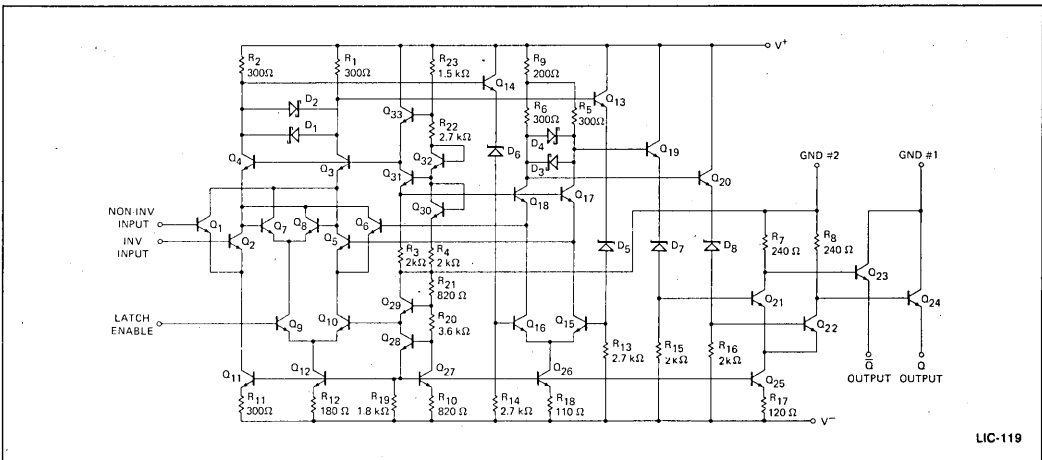 V+
R2
300Ω
R1
300Ω
R23
1.5 kΩ
R9
200Ω
Q14
Q13
D2
D1
Q33
R22
2.7 kΩ
R6
300Ω
R5
300Ω
D4
D3
D6
Q19
Q4
Q3
Q32
Q31
Q30
Q18
Q17
Q20
GND #2
GND #1
NON-INV
INPUT
Q1
Q7
Q8
Q6
Q5
INV
INPUT
Q2
R3
2kΩ
R4
2 kΩ
D5
D7
D8
R7
240 Ω
R8
240 Ω
Q23
R21
820 Ω
Q29
R20
3.6 kΩ
Q28
Q21
Q24
Q22
LATCH
ENABLE
Q9
Q10
Q16
Q15
R13
2.7 kΩ
R15
2kΩ
R16
2kΩ
Q̅
OUTPUT
Q
OUTPUT
Q11
Q12
Q27
Q26
Q25
R11
300Ω
R12
180 Ω
R19
1.8 kΩ
R10
820 Ω
R14
2.7 kΩ
R18
110 Ω
R17
120 Ω
V−
LIC-119